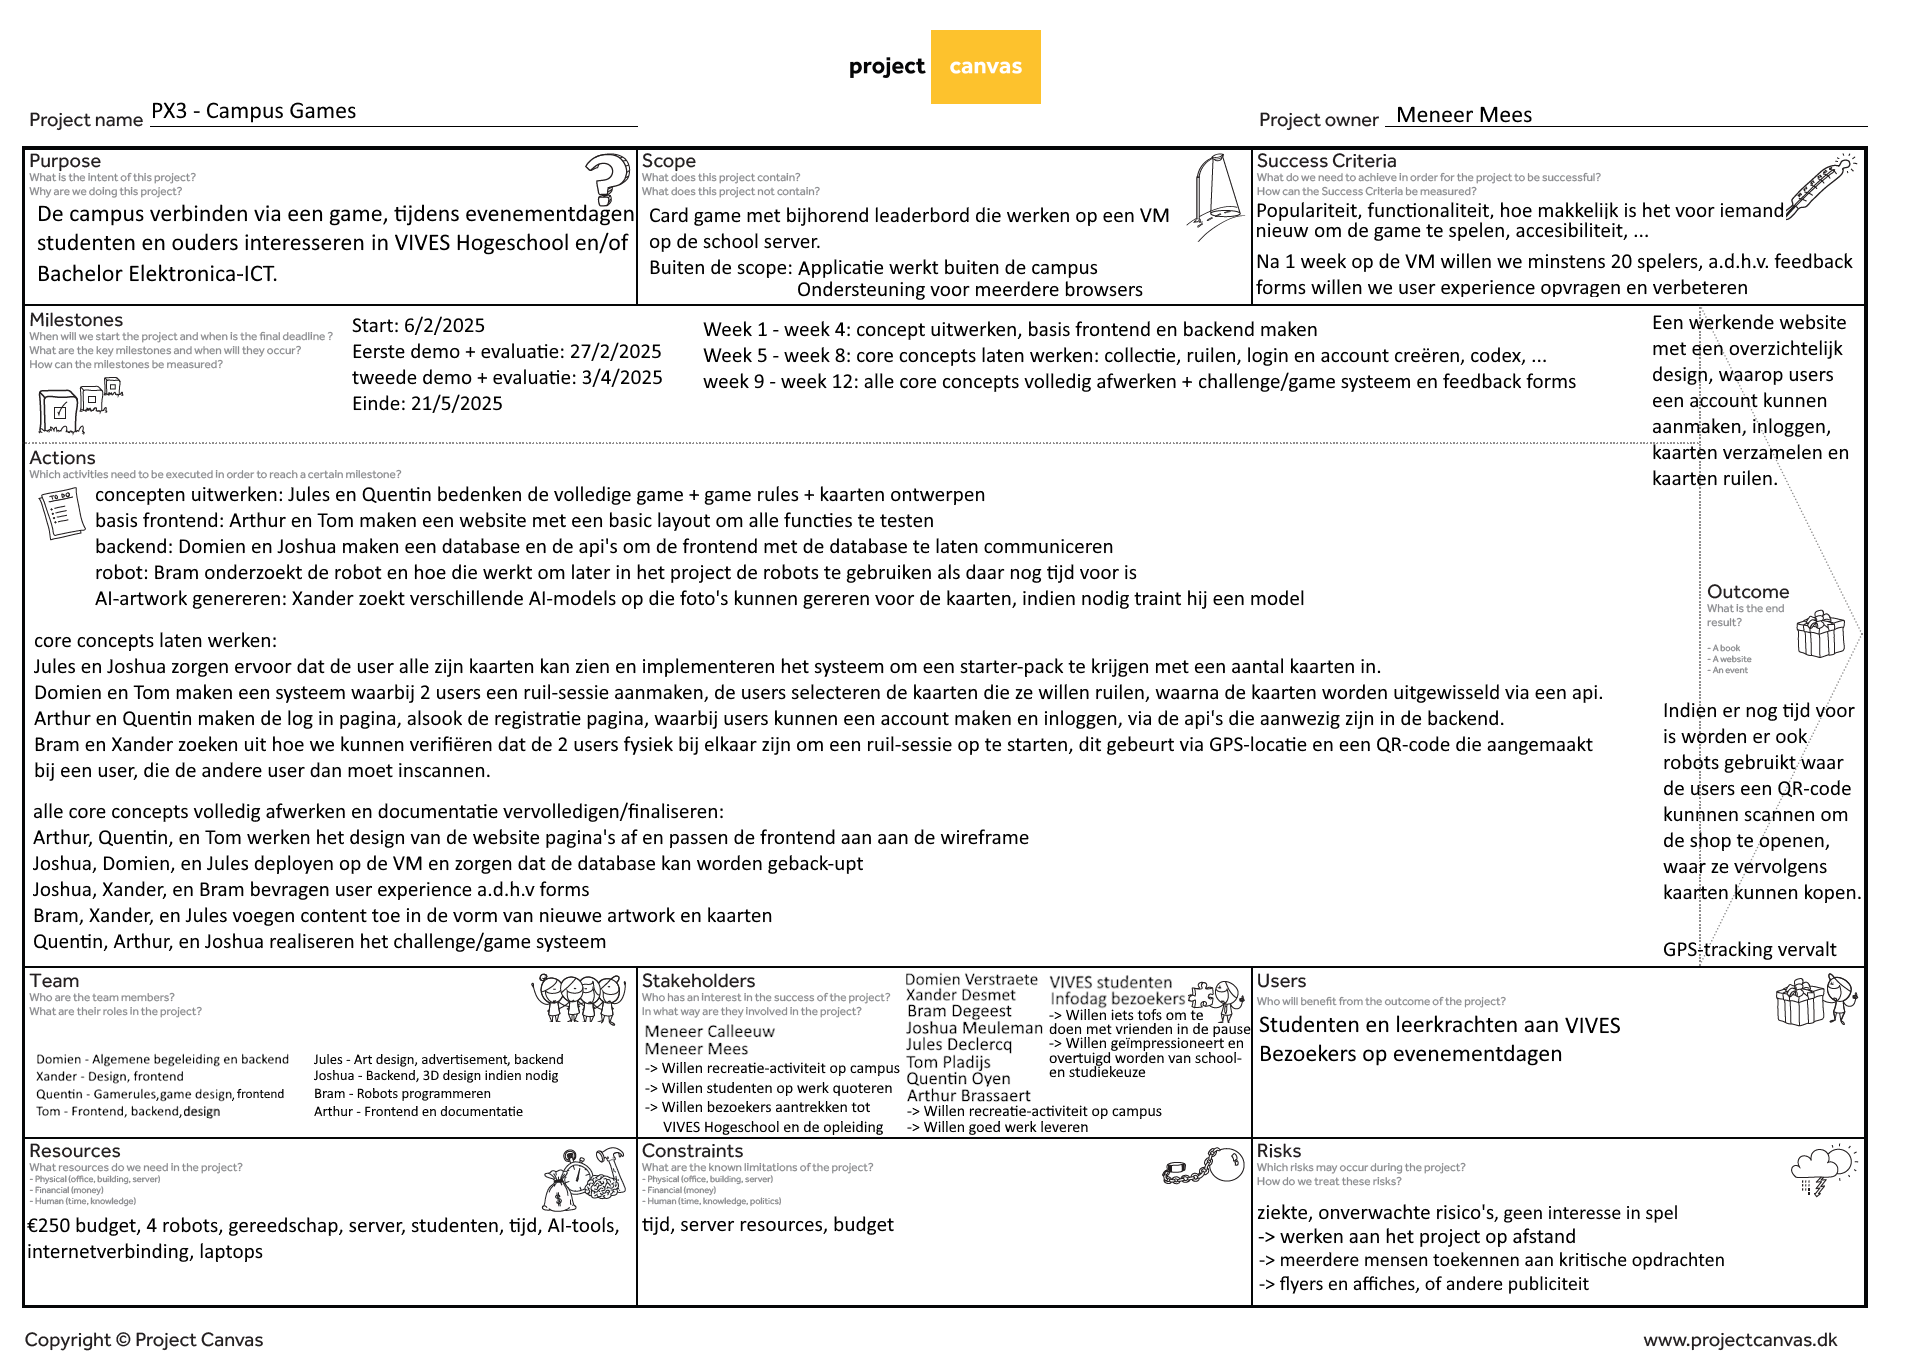 project canvas
Project name PX3 - Campus Games
Project owner Meneer Mees
Purpose
What is the intent of this project?
Why are we doing this project?
De campus verbinden via een game, tijdens evenementdagen
studenten en ouders interesseren in VIVES Hogeschool en/of
Bachelor Elektronica-ICT.
Scope
What does this project contain?
What does this project not contain?
Card game met bijhorend leaderbord die werken op een VM
op de school server.
Buiten de scope: Applicatie werkt buiten de campus
Ondersteuning voor meerdere browsers
Success Criteria
What do we need to achieve in order for the project to be successful?
How can the Success Criteria be measured?
Populariteit, functionaliteit, hoe makkelijk is het voor iemand
nieuw om de game te spelen, accesibiliteit, ...
Na 1 week op de VM willen we minstens 20 spelers, a.d.h.v. feedback
forms willen we user experience opvragen en verbeteren
Milestones
When will we start the project and when is the final deadline ?
What are the key milestones and when will they occur?
How can the milestones be measured?
Start: 6/2/2025
Eerste demo + evaluatie: 27/2/2025
tweede demo + evaluatie: 3/4/2025
Einde: 21/5/2025
Week 1 - week 4: concept uitwerken, basis frontend en backend maken
Week 5 - week 8: core concepts laten werken: collectie, ruilen, login en account creëren, codex, ...
week 9 - week 12: alle core concepts volledig afwerken + challenge/game systeem en feedback forms
Actions
Which activities need to be executed in order to reach a certain milestone?
TO DO
concepten uitwerken: Jules en Quentin bedenken de volledige game + game rules + kaarten ontwerpen
basis frontend: Arthur en Tom maken een website met een basic layout om alle functies te testen
backend: Domien en Joshua maken een database en de api's om de frontend met de database te laten communiceren
robot: Bram onderzoekt de robot en hoe die werkt om later in het project de robots te gebruiken als daar nog tijd voor is
AI-artwork genereren: Xander zoekt verschillende AI-models op die foto's kunnen gereren voor de kaarten, indien nodig traint hij een model
core concepts laten werken:
Jules en Joshua zorgen ervoor dat de user alle zijn kaarten kan zien en implementeren het systeem om een starter-pack te krijgen met een aantal kaarten in.
Domien en Tom maken een systeem waarbij 2 users een ruil-sessie aanmaken, de users selecteren de kaarten die ze willen ruilen, waarna de kaarten worden uitgewisseld via een api.
Arthur en Quentin maken de log in pagina, alsook de registratie pagina, waarbij users kunnen een account maken en inloggen, via de api's die aanwezig zijn in de backend.
Bram en Xander zoeken uit hoe we kunnen verifiëren dat de 2 users fysiek bij elkaar zijn om een ruil-sessie op te starten, dit gebeurt via GPS-locatie en een QR-code die aangemaakt
bij een user, die de andere user dan moet inscannen.
alle core concepts volledig afwerken en documentatie vervolledigen/finaliseren:
Arthur, Quentin, en Tom werken het design van de website pagina's af en passen de frontend aan aan de wireframe
Joshua, Domien, en Jules deployen op de VM en zorgen dat de database kan worden geback-upt
Joshua, Xander, en Bram bevragen user experience a.d.h.v forms
Bram, Xander, en Jules voegen content toe in de vorm van nieuwe artwork en kaarten
Quentin, Arthur, en Joshua realiseren het challenge/game systeem
Een werkende website
met een overzichtelijk
design, waarop users
een account kunnen
aanmaken, inloggen,
kaarten verzamelen en
kaarten ruilen.
Outcome
What is the end
result?
- A book
- A website
- An event
Indien er nog tijd voor
is worden er ook
robots gebruikt waar
de users een QR-code
kunnnen scannen om
de shop te openen,
waar ze vervolgens
kaarten kunnen kopen.
GPS-tracking vervalt
Team
Who are the team members?
What are their roles in the project?
Domien - Algemene begeleiding en backend
Xander - Design, frontend
Quentin - Gamerules,game design, frontend
Tom - Frontend, backend,design
Jules - Art design, advertisement, backend
Joshua - Backend, 3D design indien nodig
Bram - Robots programmeren
Arthur - Frontend en documentatie
Stakeholders
Who has an interest in the success of the project?
In what way are they involved in the project?
Meneer Calleeuw
Meneer Mees
-> Willen recreatie-activiteit op campus
-> Willen studenten op werk quoteren
-> Willen bezoekers aantrekken tot
VIVES Hogeschool en de opleiding
Domien Verstraete
Xander Desmet
Bram Degeest
Joshua Meuleman
Jules Declercq
Tom Pladijs
Quentin Oyen
Arthur Brassaert
-> Willen recreatie-activiteit op campus
-> Willen goed werk leveren
VIVES studenten
Infodag bezoekers
-> Willen iets tofs om te
doen met vrienden in de pauze
-> Willen geïmpressioneert en
overtuigd worden van school-
en studiekeuze
Users
Who will benefit from the outcome of the project?
Studenten en leerkrachten aan VIVES
Bezoekers op evenementdagen
Resources
What resources do we need in the project?
- Physical (office, building, server)
- Financial (money)
- Human (time, knowledge)
€250 budget, 4 robots, gereedschap, server, studenten, tijd, AI-tools,
internetverbinding, laptops
Constraints
What are the known limitations of the project?
- Physical (office, building, server)
- Financial (money)
- Human (time, knowledge, politics)
tijd, server resources, budget
Risks
Which risks may occur during the project?
How do we treat these risks?
ziekte, onverwachte risico's, geen interesse in spel
-> werken aan het project op afstand
-> meerdere mensen toekennen aan kritische opdrachten
-> flyers en affiches, of andere publiciteit
Copyright © Project Canvas
www.projectcanvas.dk